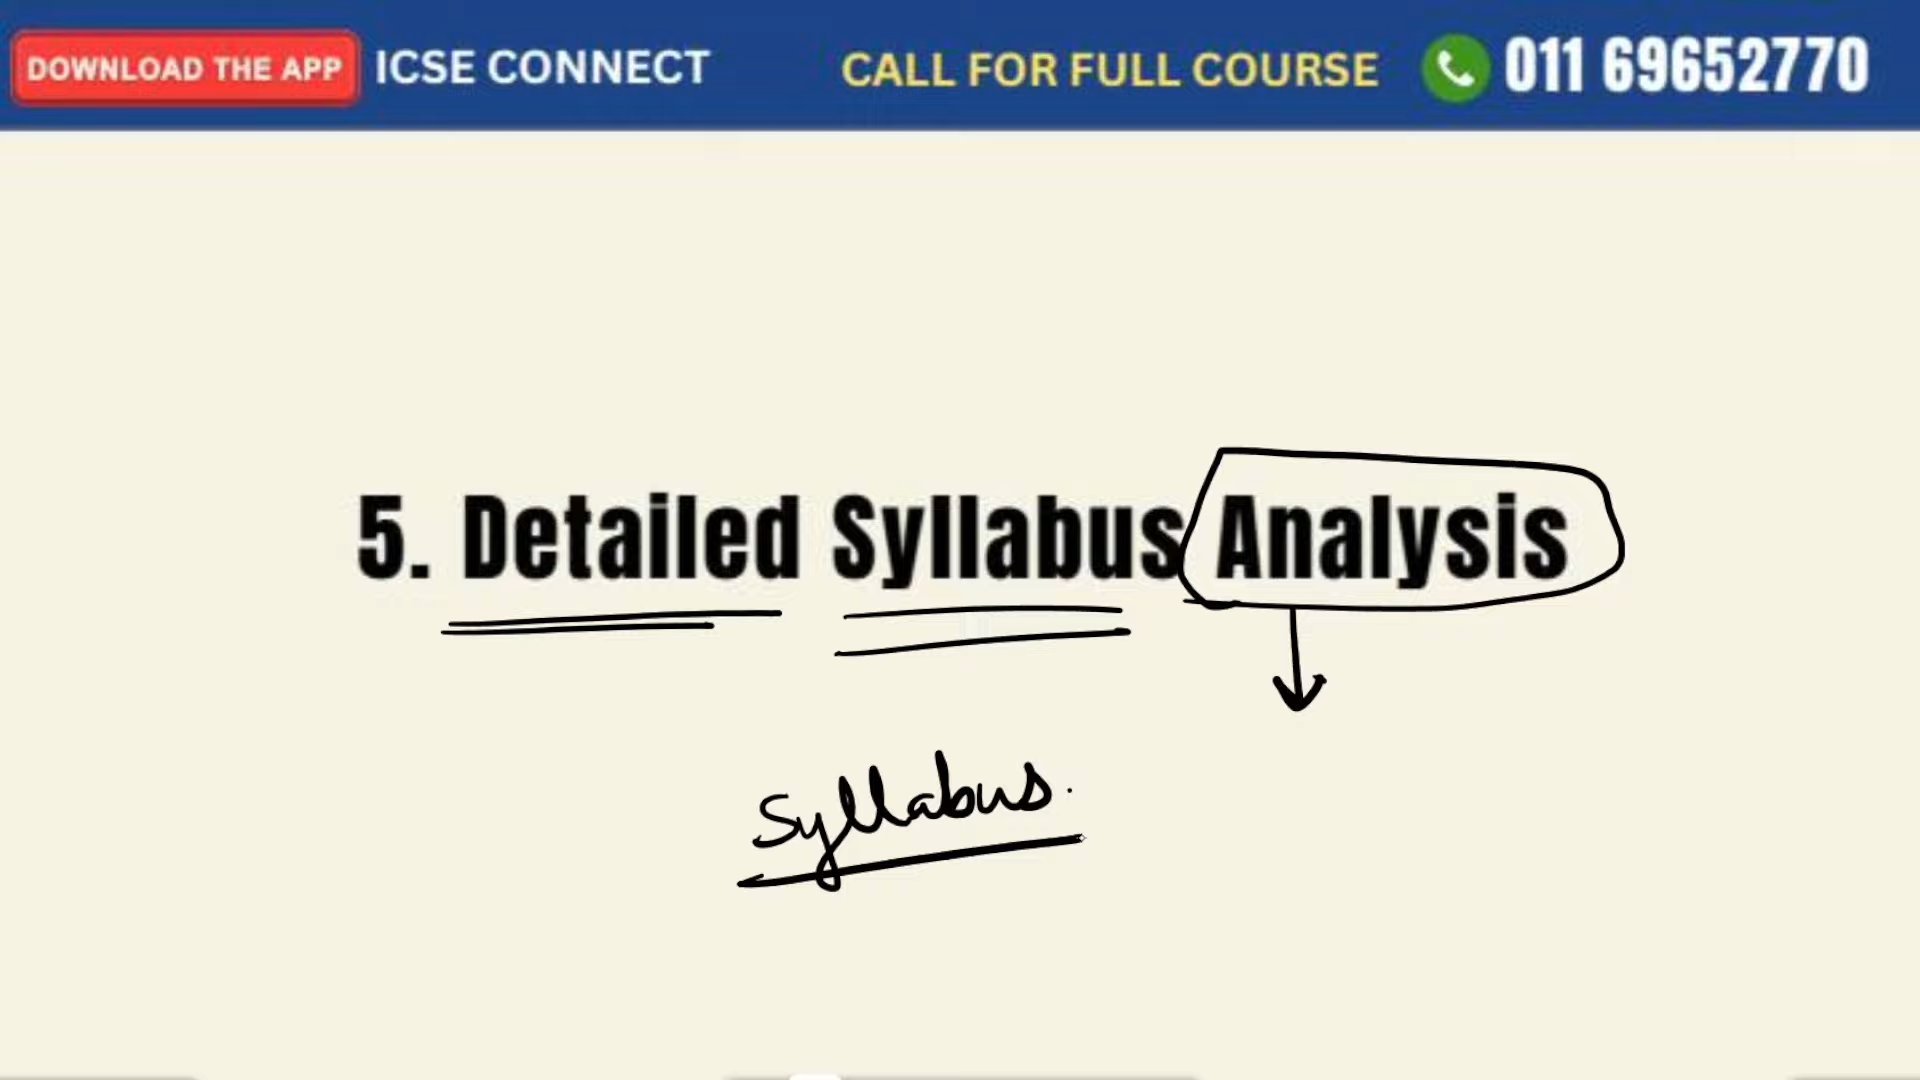 DOWNLOAD THE APP ICSE CONNECT CALL FOR FULL COURSE 011 69652770
5. Detailed Syllabus Analysis
Syllabus.